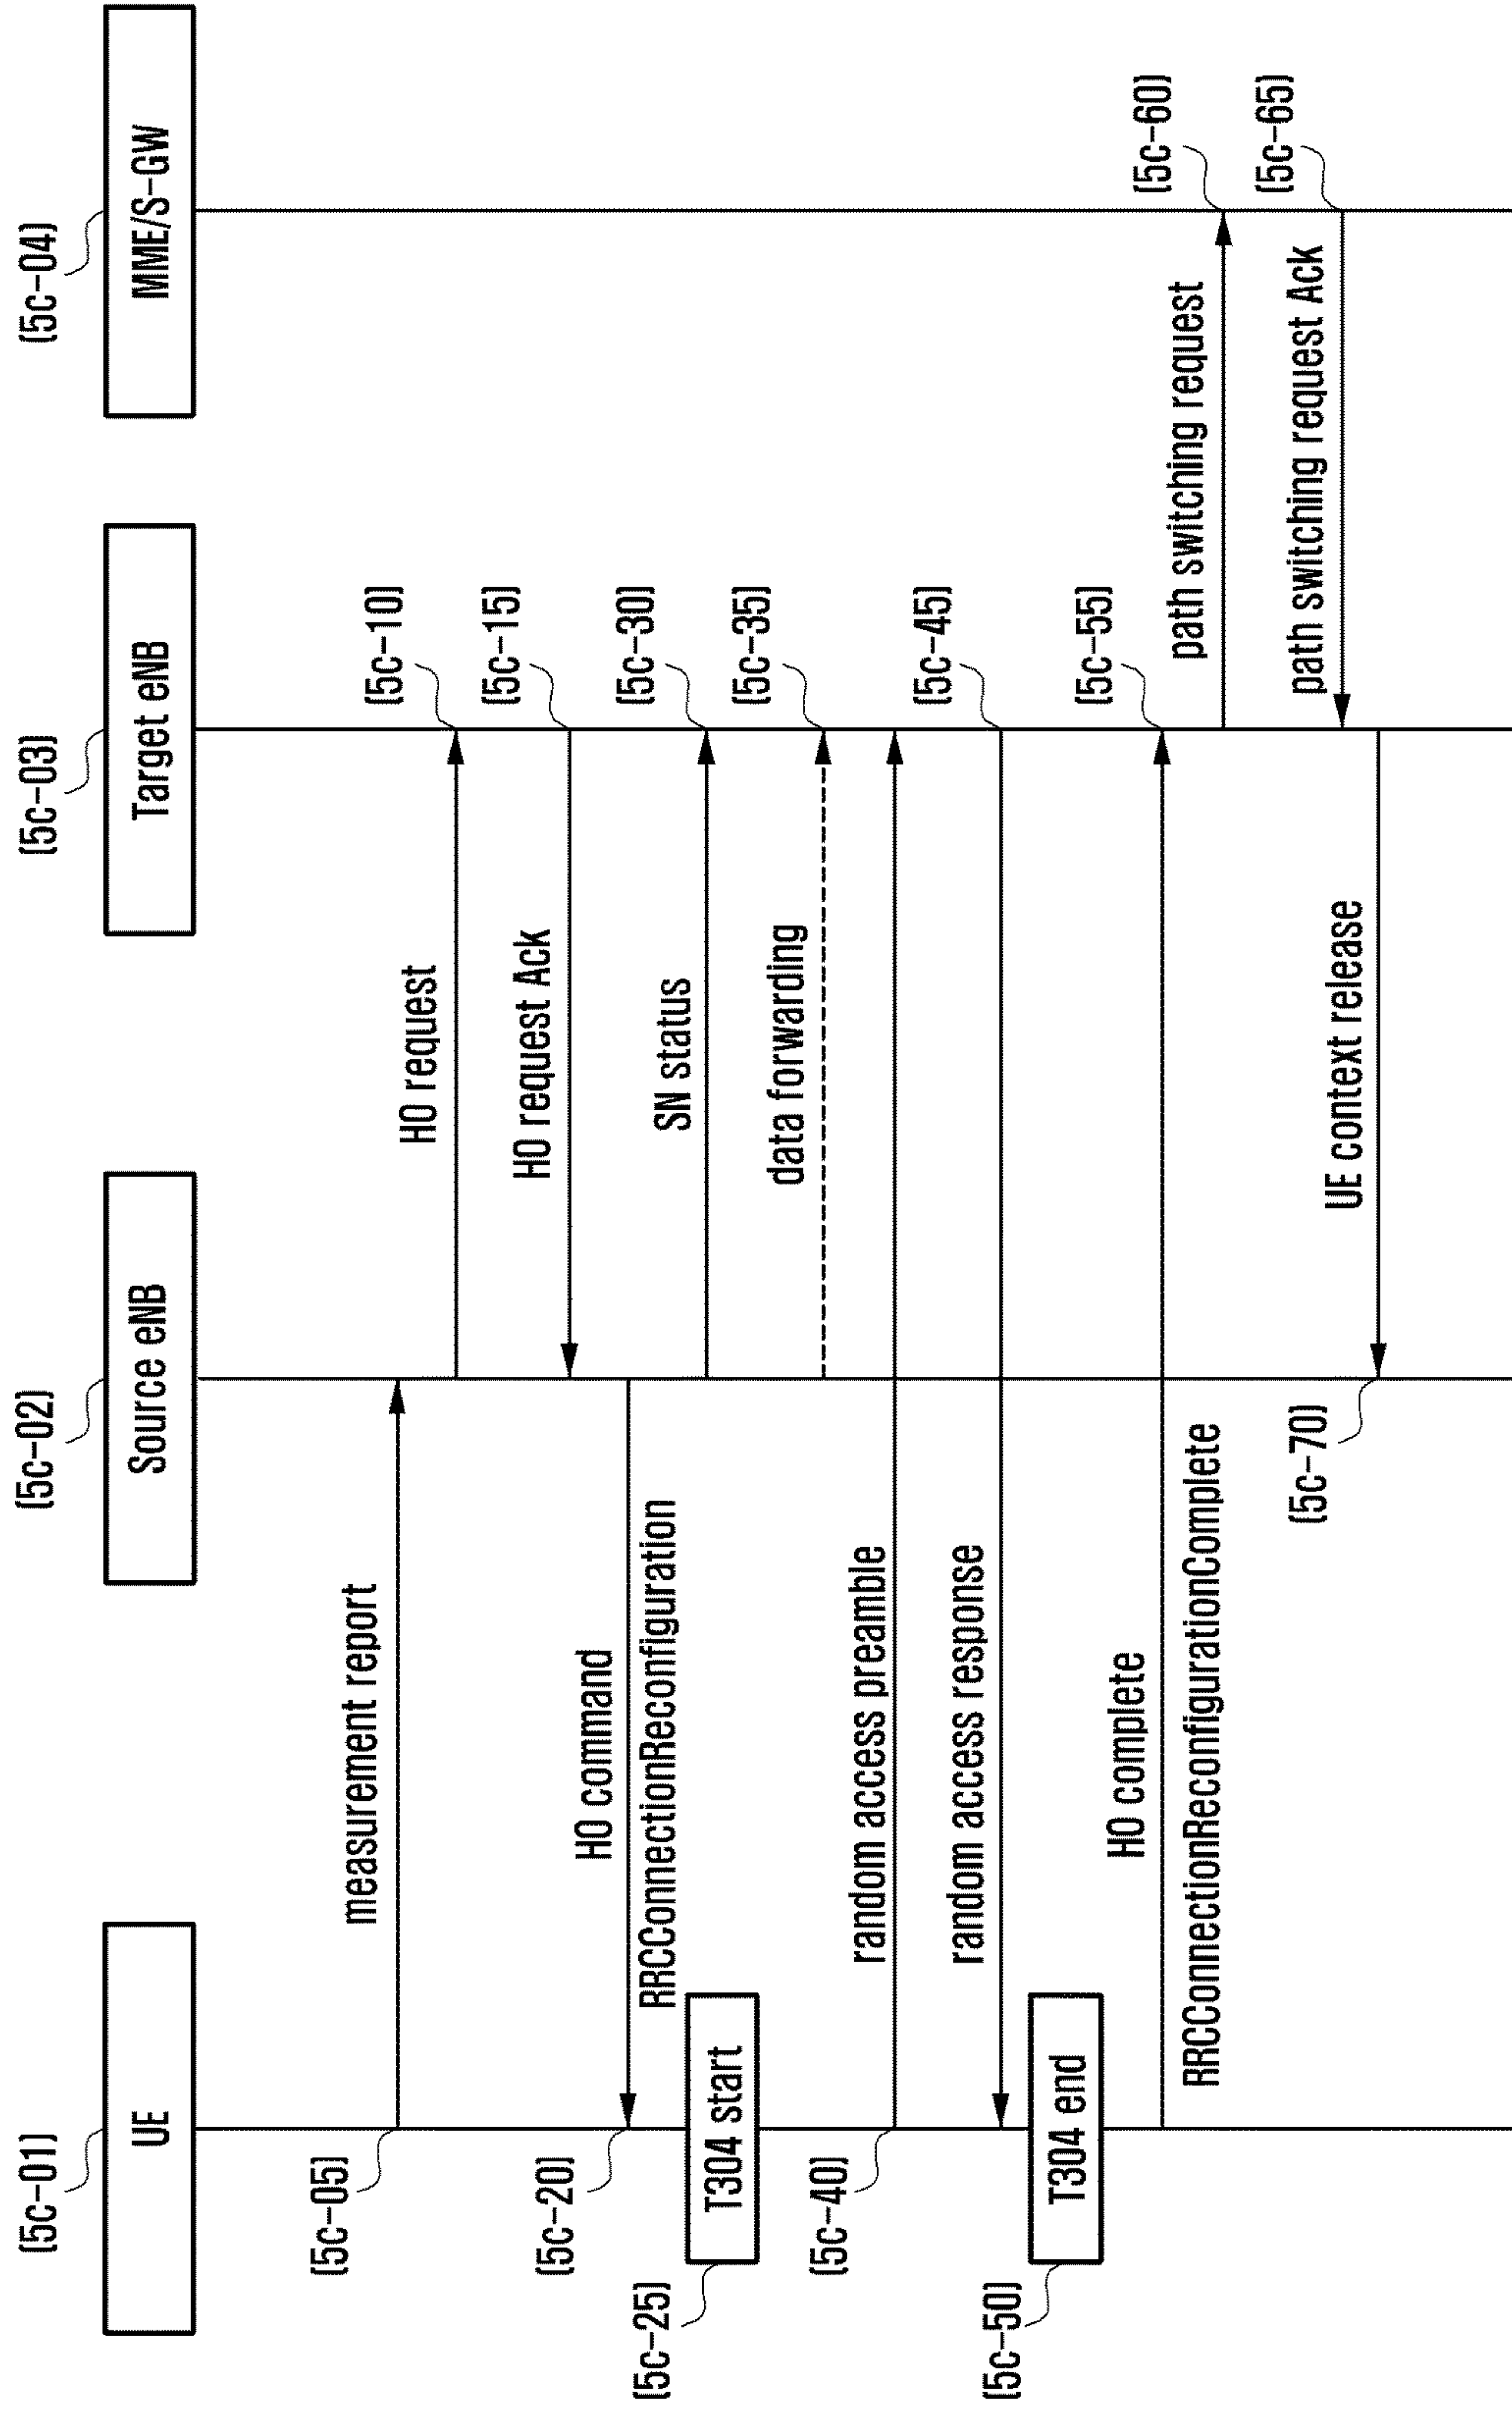 (5c-01)
(5c-02)
(5c-03)
(5c-04)
UE
Source eNB
Target eNB
MME/S-GW
(5c-05)
measurement report
HO request
(5c-10)
HO request Ack
(5c-15)
(5c-20)
HO command
RRCConnectionReconfiguration
(5c-25)
T304 start
SN status
(5c-30)
data forwarding
(5c-35)
(5c-40)
random access preamble
random access response
(5c-45)
(5c-50)
T304 end
HO complete
RRCConnectionReconfigurationComplete
(5c-55)
path switching request
(5c-60)
path switching request Ack
(5c-65)
UE context release
(5c-70)